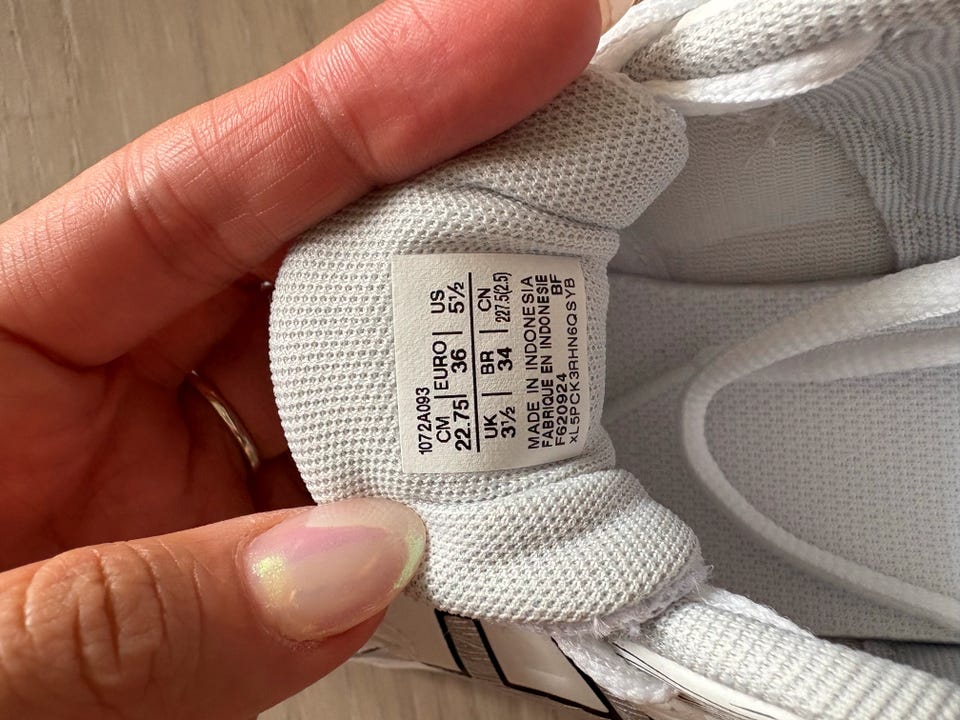 1072A093
CM | EURO | US
22.75 | 36 | 5½
UK | BR | CN
3½ | 34 | 227.5(2.5)
MADE IN INDONESIA
FABRIQUE EN INDONESIE
F620924 BF
XL5PCK3RHN6QSYB